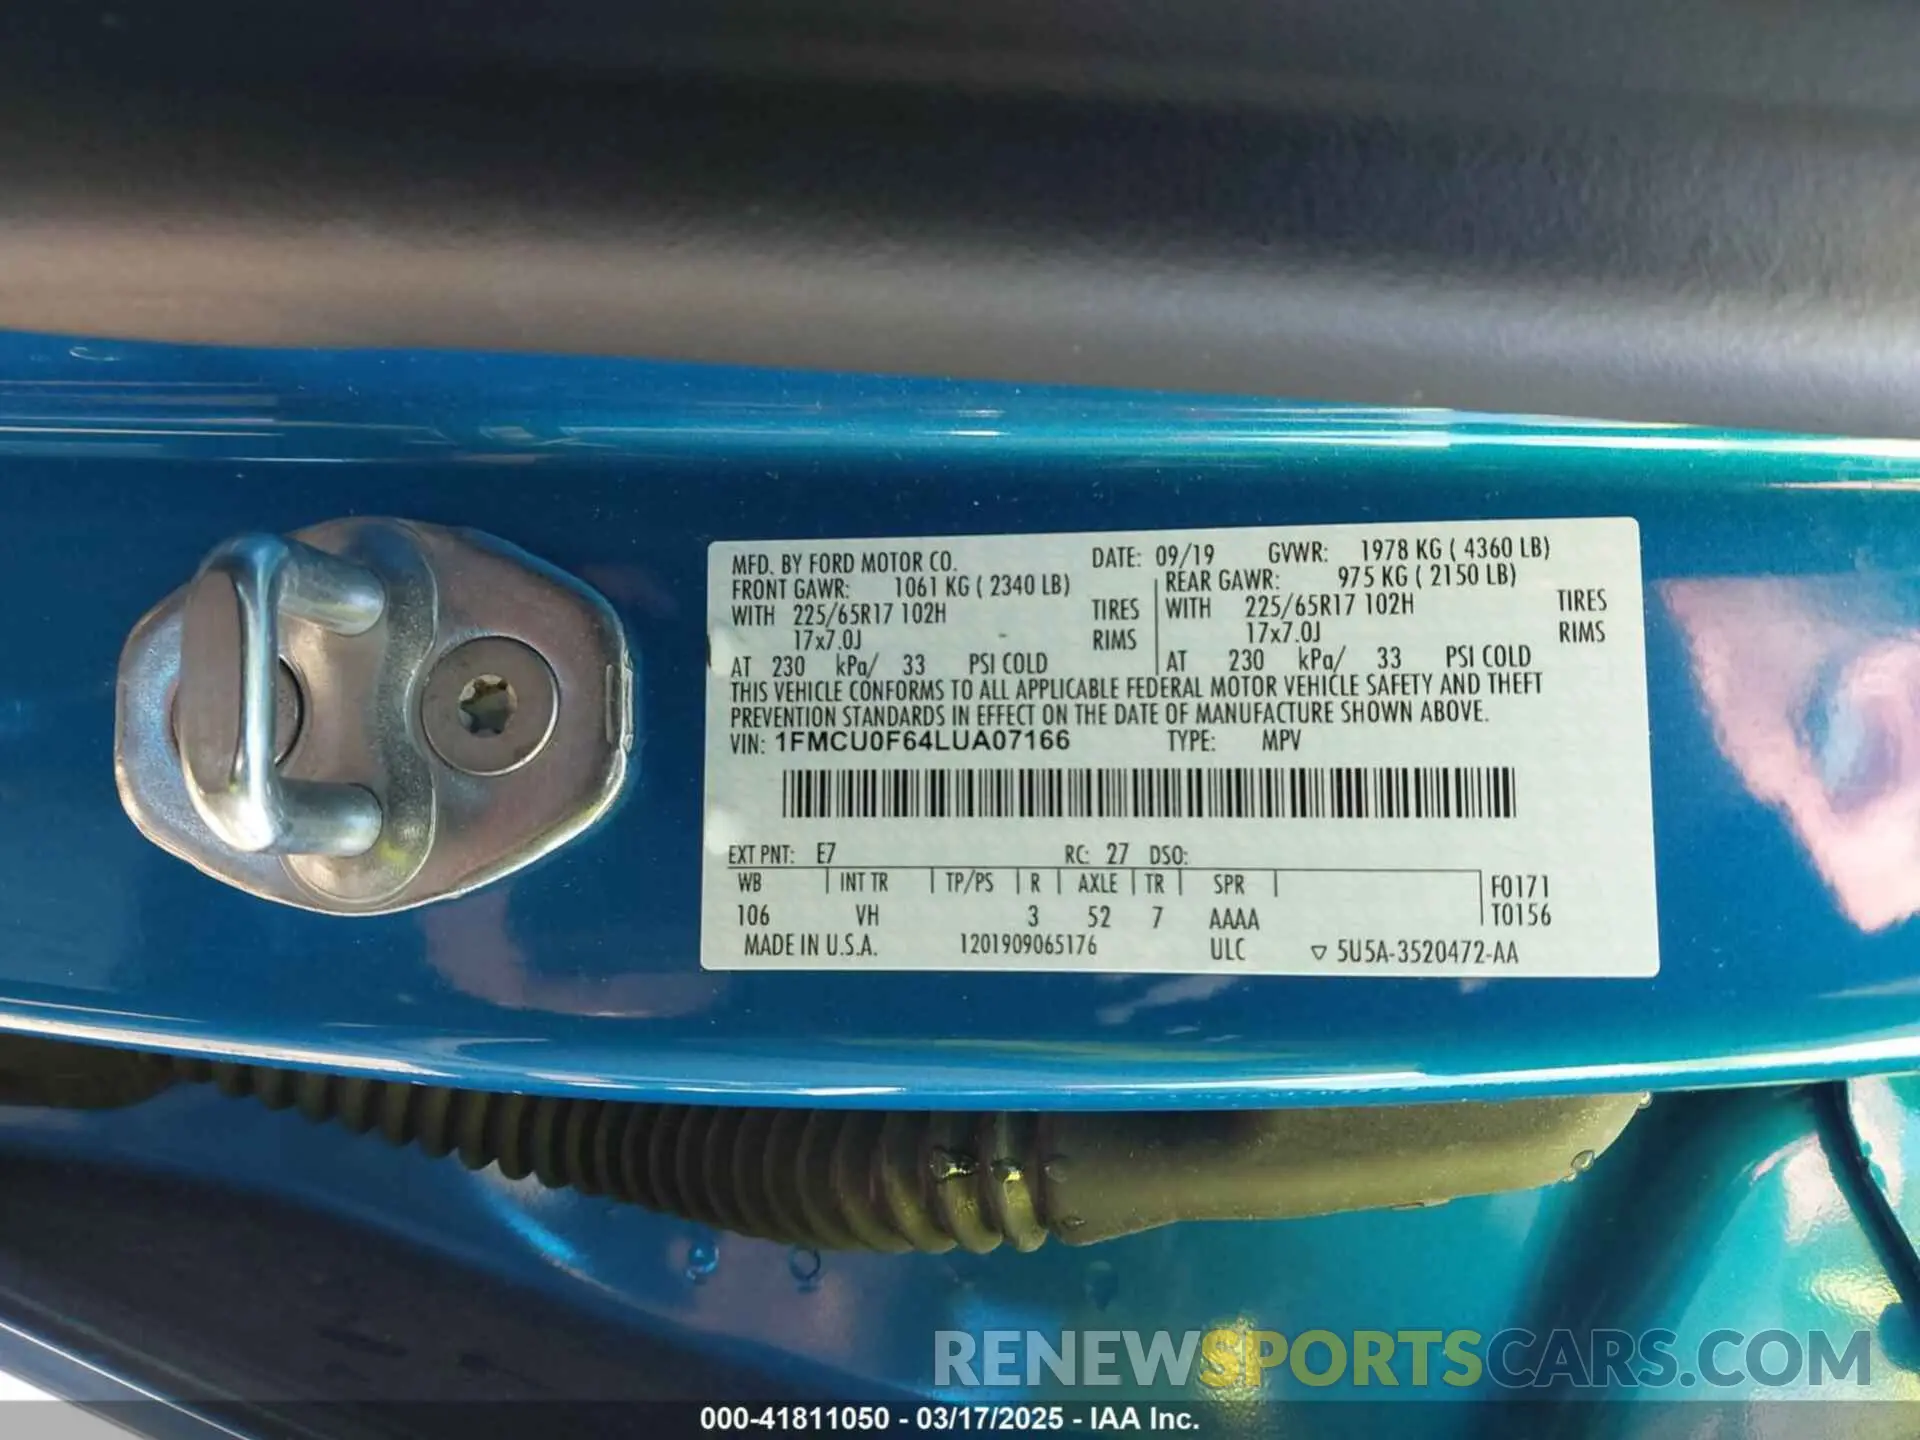 MFD. BY FORD MOTOR CO. DATE: 09/19 GVWR: 1978 KG ( 4360 LB)
FRONT GAWR: 1061 KG ( 2340 LB) REAR GAWR: 975 KG ( 2150 LB)
WITH 225/65R17 102H TIRES WITH 225/65R17 102H TIRES
17x7.0J RIMS 17x7.0J RIMS
AT 230 kPa/ 33 PSI COLD AT 230 kPa/ 33 PSI COLD
THIS VEHICLE CONFORMS TO ALL APPLICABLE FEDERAL MOTOR VEHICLE SAFETY AND THEFT
PREVENTION STANDARDS IN EFFECT ON THE DATE OF MANUFACTURE SHOWN ABOVE.
VIN: 1FMCU0F64LUA07166 TYPE: MPV
EXT PNT: E7 RC: 27 DSO:
WB INT TR TP/PS R AXLE TR SPR F0171
106 VH 3 52 7 AAAA T0156
MADE IN U.S.A. 1201909065176 ULC ▽ 5U5A-3520472-AA
RENEWSPORTSCARS.COM
000-41811050 - 03/17/2025 - IAA Inc.